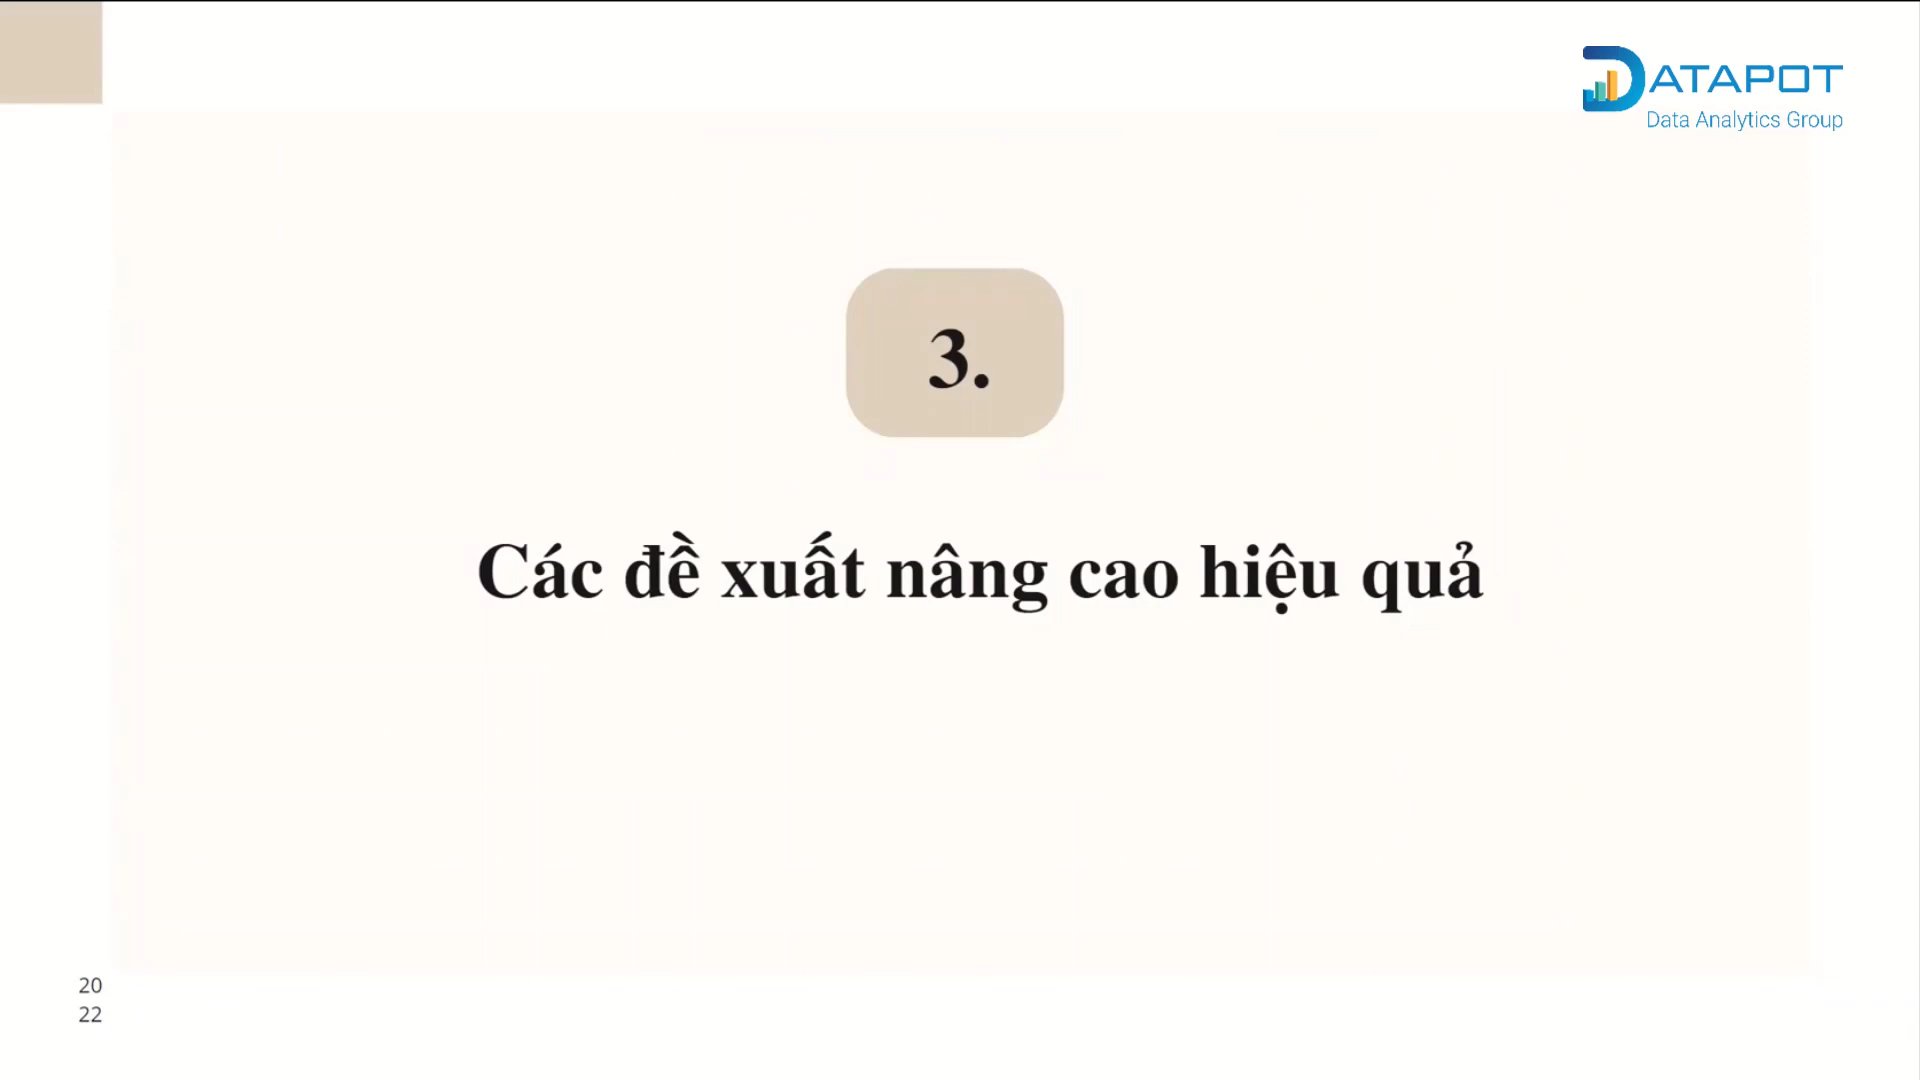 DATAPOT
Data Analytics Group
3.
Các đề xuất nâng cao hiệu quả
20
22